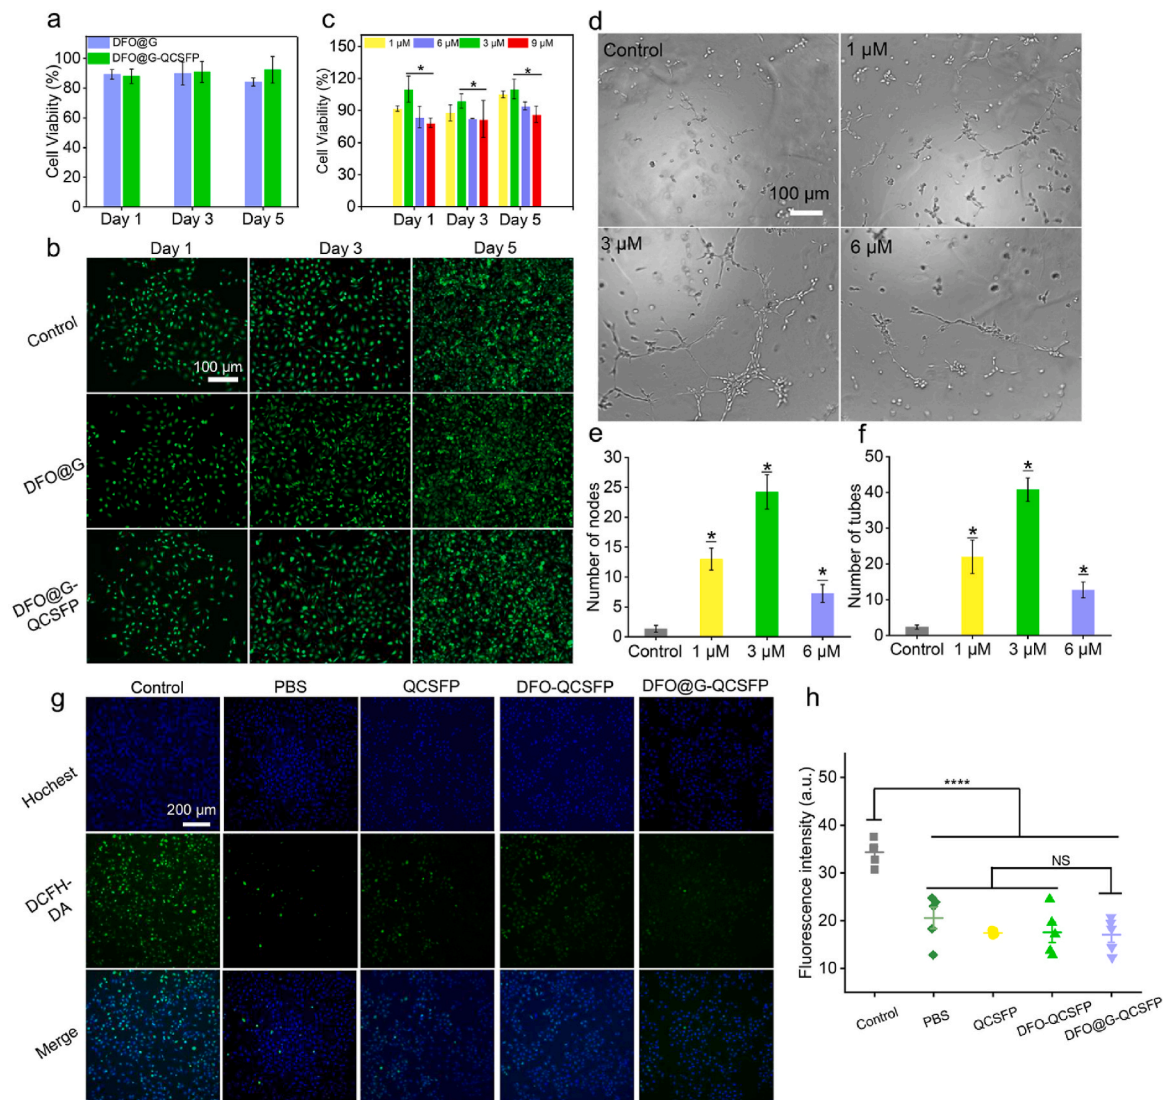 a
Cell Viability (%)
100
80
60
40
20
0
DFO@G
DFO@G-QCSFP
Day 1
Day 3
Day 5
c
Cell Viability (%)
150
120
90
60
30
0
1 μM
6 μM
3 μM
9 μM
*
*
*
Day 1
Day 3
Day 5
b
Day 1
Day 3
Day 5
Control
100 μm
DFO@G
DFO@G-
QCSFP
d
Control
1 μM
100 μm
3 μM
6 μM
e
Number of nodes
30
25
20
15
10
5
0
*
*
*
Control
1 μM
3 μM
6 μM
f
Number of tubes
50
40
30
20
10
0
*
*
*
Control
1 μM
3 μM
6 μM
g
Control
PBS
QCSFP
DFO-QCSFP
DFO@G-QCSFP
Hochest
200 μm
DCFH-
DA
Merge
h
Fluorescence intensity (a.u.)
50
40
30
20
10
****
NS
Control
PBS
QCSFP
DFO-QCSFP
DFO@G-QCSFP